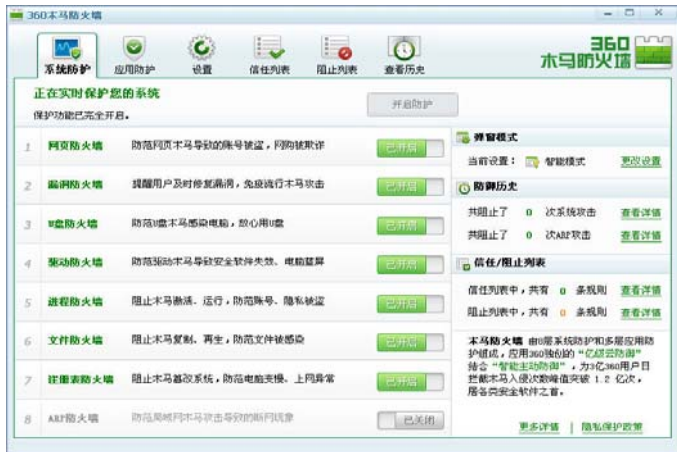 360木马防火墙
系统防护 应用防护 设置 信任列表 阻止列表 查看历史
360
木马防火墙
正在实时保护您的系统
保护功能已完全开启。
开启防护
1 网页防火墙 防范网页木马导致的账号被盗，网购被欺诈 已开启
2 漏洞防火墙 提醒用户及时修复漏洞，免疫流行木马攻击 已开启
3 U盘防火墙 防范U盘木马感染电脑，放心用U盘 已开启
4 驱动防火墙 防范驱动木马导致安全软件失效、电脑蓝屏 已开启
5 进程防火墙 阻止木马激活、运行，防范账号、隐私被盗 已开启
6 文件防火墙 阻止木马复制、再生，防范文件被感染 已开启
7 注册表防火墙 阻止木马篡改系统，防范电脑变慢、上网异常 已开启
8 ARP防火墙 防范局域网木马攻击导致的断网现象 已关闭
弹窗模式
当前设置： 智能模式 更改设置
防御历史
共阻止了 0 次系统攻击 查看详情
共阻止了 0 次ARP攻击 查看详情
信任/阻止列表
信任列表中，共有 0 条规则 查看详情
阻止列表中，共有 0 条规则 查看详情
木马防火墙 由8层系统防护和多层应用防
护组成，应用360独创的“亿级云防御”
结合“智能主动防御”，为3亿360用户日
拦截木马入侵次数峰值突破 1.2 亿次，
居各类安全软件之首。
更多详情 | 隐私保护政策